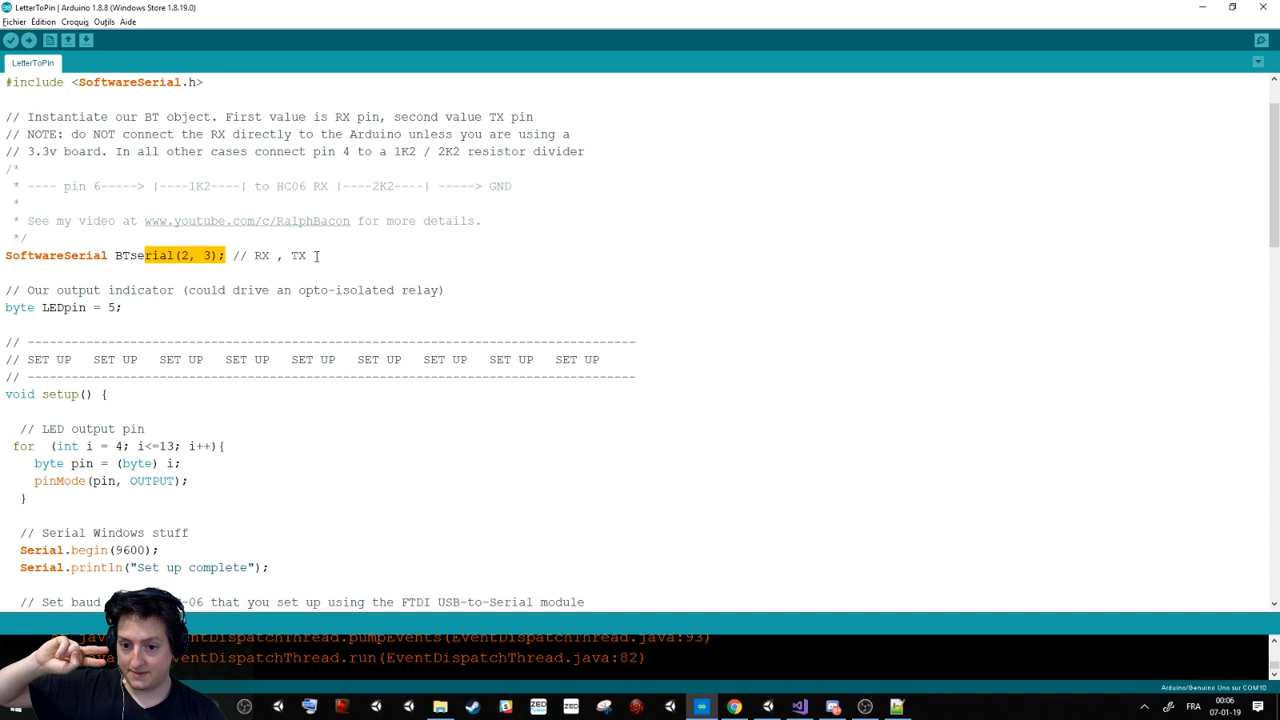 LetterToPin | Arduino 1.8.8 (Windows Store 1.8.19.0)
Fichier Édition Croquis Outils Aide
LetterToPin
#include <SoftwareSerial.h>
// Instantiate our BT object. First value is RX pin, second value TX pin
// NOTE: do NOT connect the RX directly to the Arduino unless you are using a
// 3.3v board. In all other cases connect pin 4 to a 1K2 / 2K2 resistor divider
/*
* ---- pin 6-----> |----1K2----| to HC06 RX |----2K2----| -----> GND
*
* See my video at www.youtube.com/c/RalphBacon for more details.
*/
SoftwareSerial BTserial(2, 3); // RX , TX
// Our output indicator (could drive an opto-isolated relay)
byte LEDpin = 5;
// -----------------------------------------------------------------------------------
// SET UP SET UP SET UP SET UP SET UP SET UP SET UP SET UP SET UP
// -----------------------------------------------------------------------------------
void setup() {
// LED output pin
for (int i = 4; i<=13; i++){
byte pin = (byte) i;
pinMode(pin, OUTPUT);
}
// Serial Windows stuff
Serial.begin(9600);
Serial.println("Set up complete");
// Set baud -06 that you set up using the FTDI USB-to-Serial module
ventDispatchThread.pumpEvents(EventDispatchThread.java:93)
ventDispatchThread.run(EventDispatchThread.java:82)
Arduino/Genuino Uno sur COM10
ZED ZED FRA 00:06
07-01-19